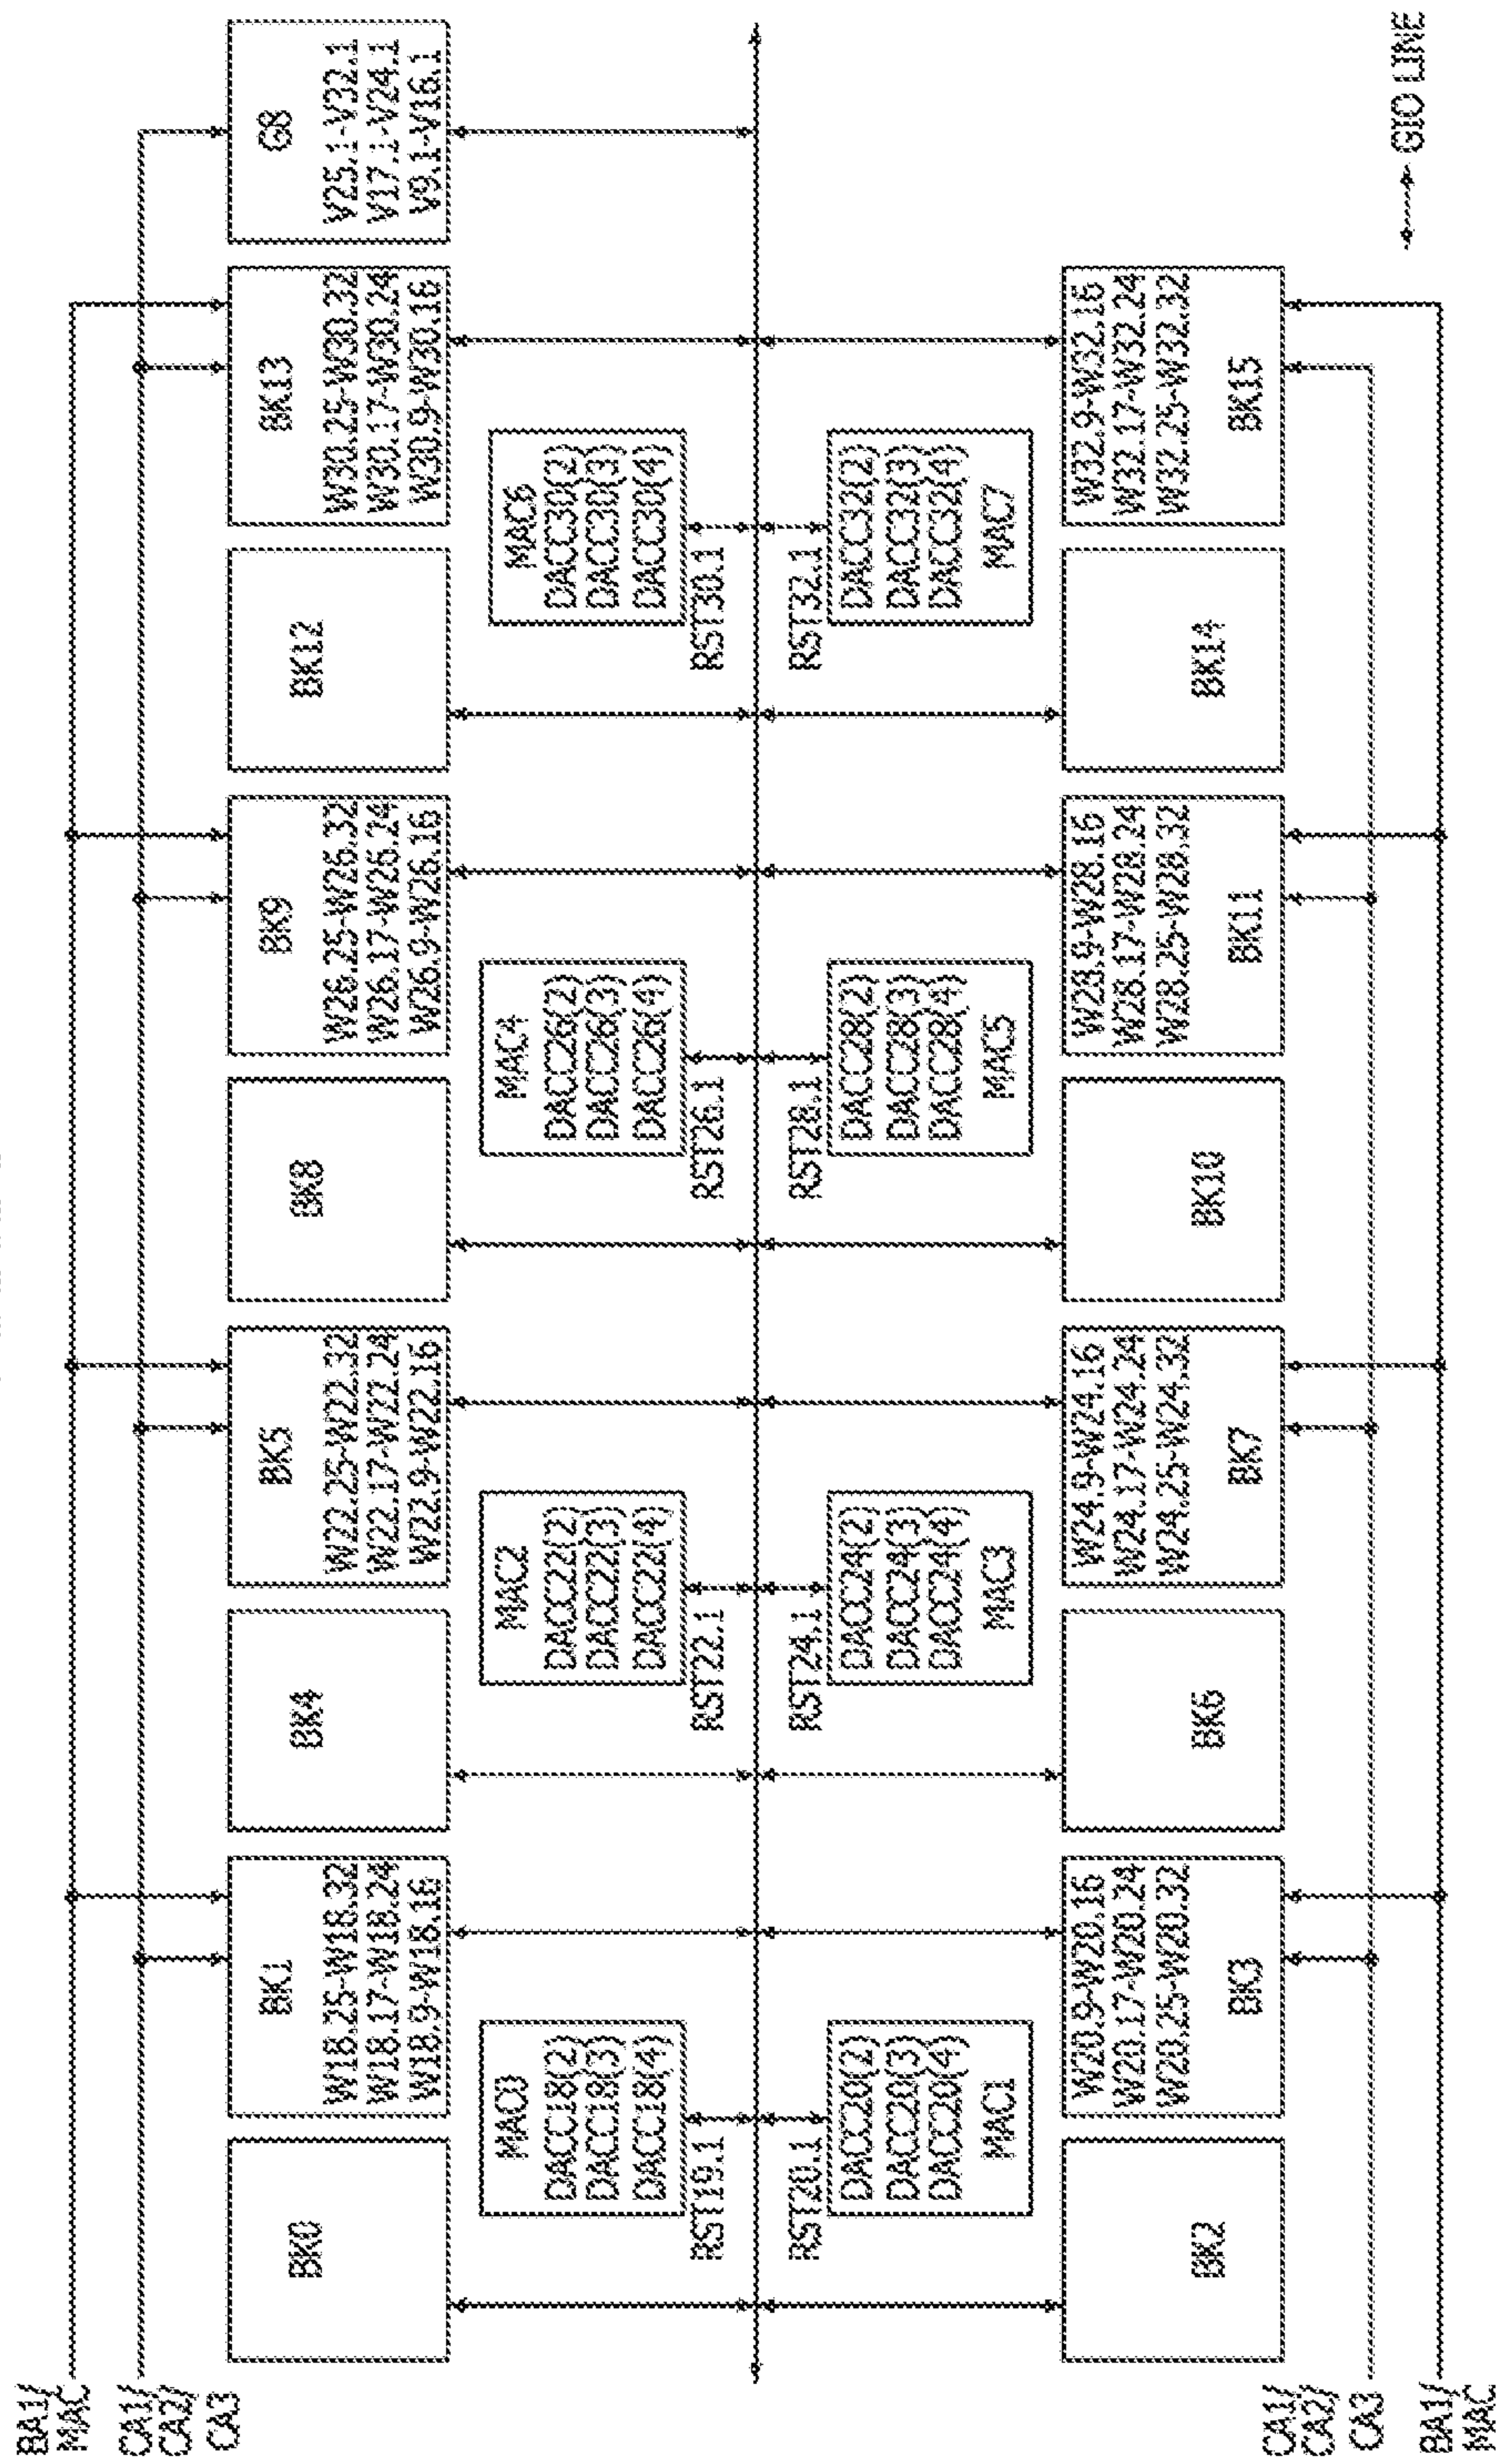 BA1/
MAC
CA1/
CA2/
CA3
BK0
BK1
W18.25-W18.32
W18.17-W18.24
W18.9-W18.16
BK4
BK5
W22.25-W22.32
W22.17-W22.24
W22.9-W22.16
BK8
BK9
W26.25-W26.32
W26.17-W26.24
W26.9-W26.16
BK12
BK13
W30.25-W30.32
W30.17-W30.24
W30.9-W30.16
G8
V25.1-V32.1
V17.1-V24.1
V9.1-V16.1
MAC0
DACC18(2)
DACC18(3)
DACC18(4)
RST19.1
MAC2
DACC22(2)
DACC22(3)
DACC22(4)
RST22.1
MAC4
DACC26(2)
DACC26(3)
DACC26(4)
RST26.1
MAC6
DACC30(2)
DACC30(3)
DACC30(4)
RST30.1
RST20.1
DACC20(2)
DACC20(3)
DACC20(4)
MAC1
RST24.1
DACC24(2)
DACC24(3)
DACC24(4)
MAC3
RST28.1
DACC28(2)
DACC28(3)
DACC28(4)
MAC5
RST32.1
DACC32(2)
DACC32(3)
DACC32(4)
MAC7
BK2
W20.9-W20.16
W20.17-W20.24
W20.25-W20.32
BK3
BK6
W24.9-W24.16
W24.17-W24.24
W24.25-W24.32
BK7
BK10
W28.9-W28.16
W28.17-W28.24
W28.25-W28.32
BK11
BK14
W32.9-W32.16
W32.17-W32.24
W32.25-W32.32
BK15
CA1/
CA2/
CA3
BA1/
MAC
GIO LINE